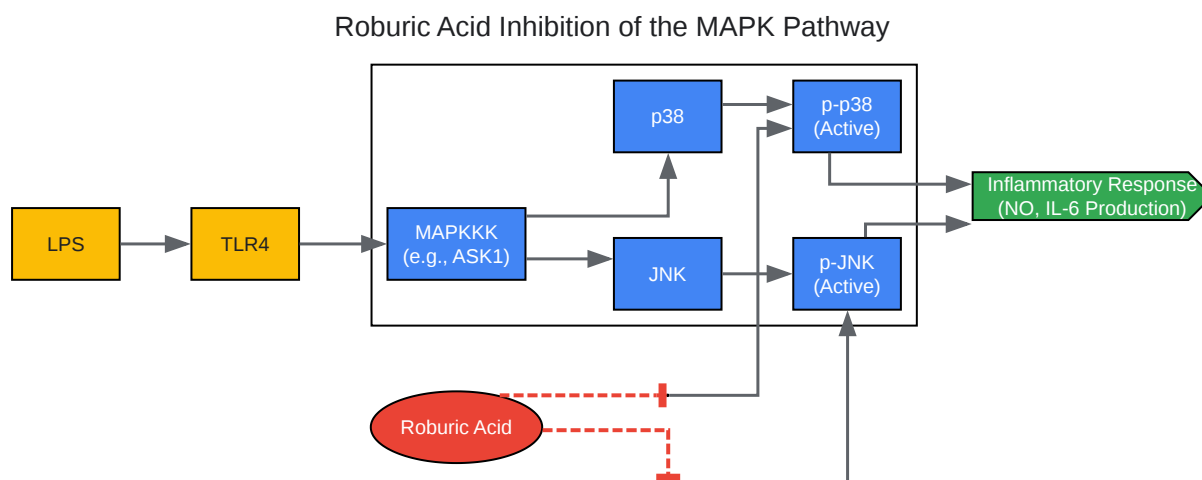 Roburic Acid Inhibition of the MAPK Pathway
p38
p-p38
(Active)
LPS
TLR4
MAPKKK
(e.g., ASK1)
JNK
p-JNK
(Active)
Inflammatory Response
(NO, IL-6 Production)
Roburic Acid